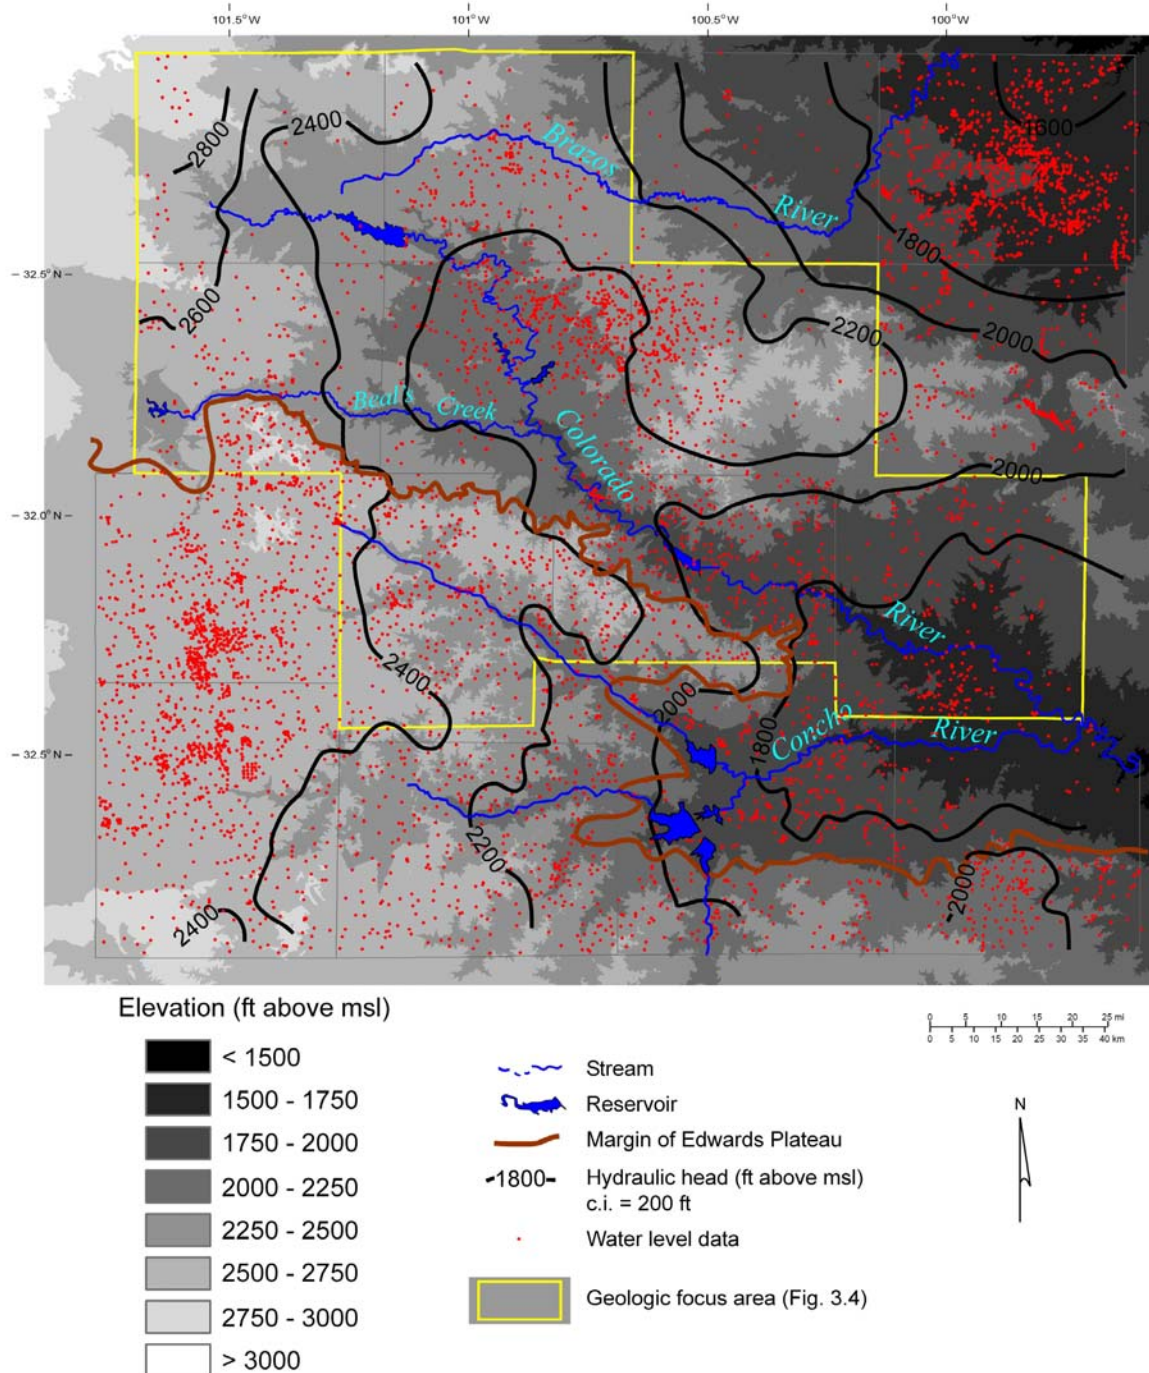 101.5°W
101°W
100.5°W
100°W
2400
2800
1600
Brazos
River
1800
32.5°N
2600
2200
2000
Beal's
Creek
Colorado
2000
32.0°N
River
2400
2000
Concho
River
1800
32.5°N
2200
2000
2400
Elevation (ft above msl)
< 1500
1500 - 1750
1750 - 2000
2000 - 2250
2250 - 2500
2500 - 2750
2750 - 3000
> 3000
0 5 10 15 20 25 mi
0 5 10 15 20 25 30 35 40 km
Stream
Reservoir
Margin of Edwards Plateau
1800
Hydraulic head (ft above msl)
c.i. = 200 ft
Water level data
Geologic focus area (Fig. 3.4)
N